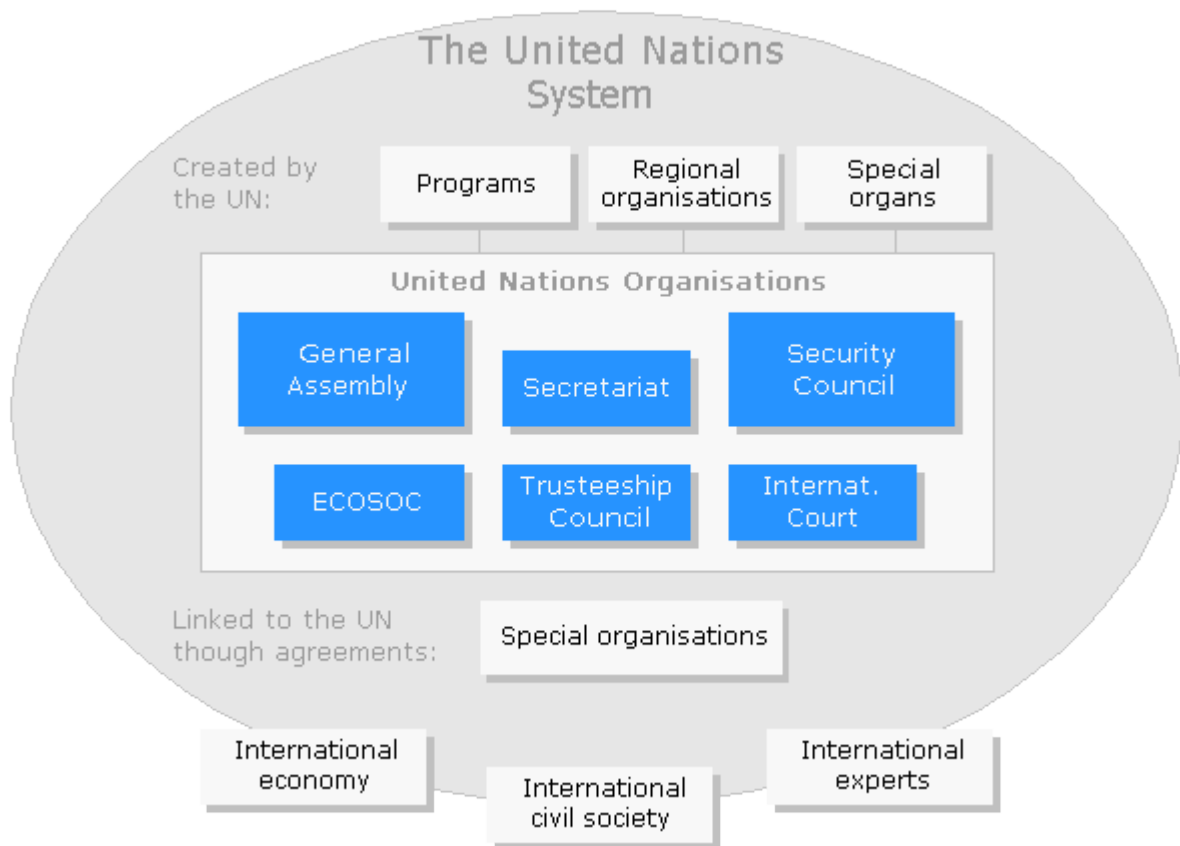 The United Nations
System
Created by
the UN:
Programs
Regional
organisations
Special
organs
United Nations Organisations
General
Assembly
Secretariat
Security
Council
ECOSOC
Trusteeship
Council
Internat.
Court
Linked to the UN
though agreements:
Special organisations
International
economy
International
civil society
International
experts